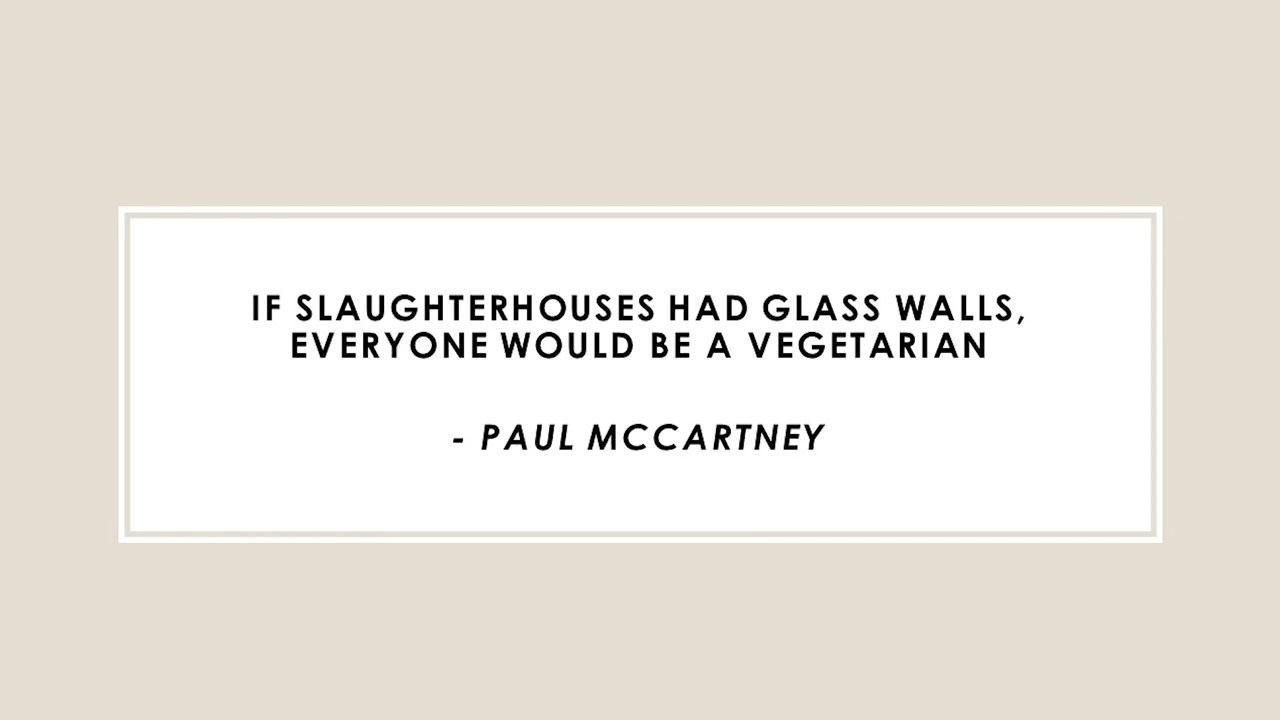 IF SLAUGHTERHOUSES HAD GLASS WALLS,
EVERYONE WOULD BE A VEGETARIAN
- PAUL MCCARTNEY